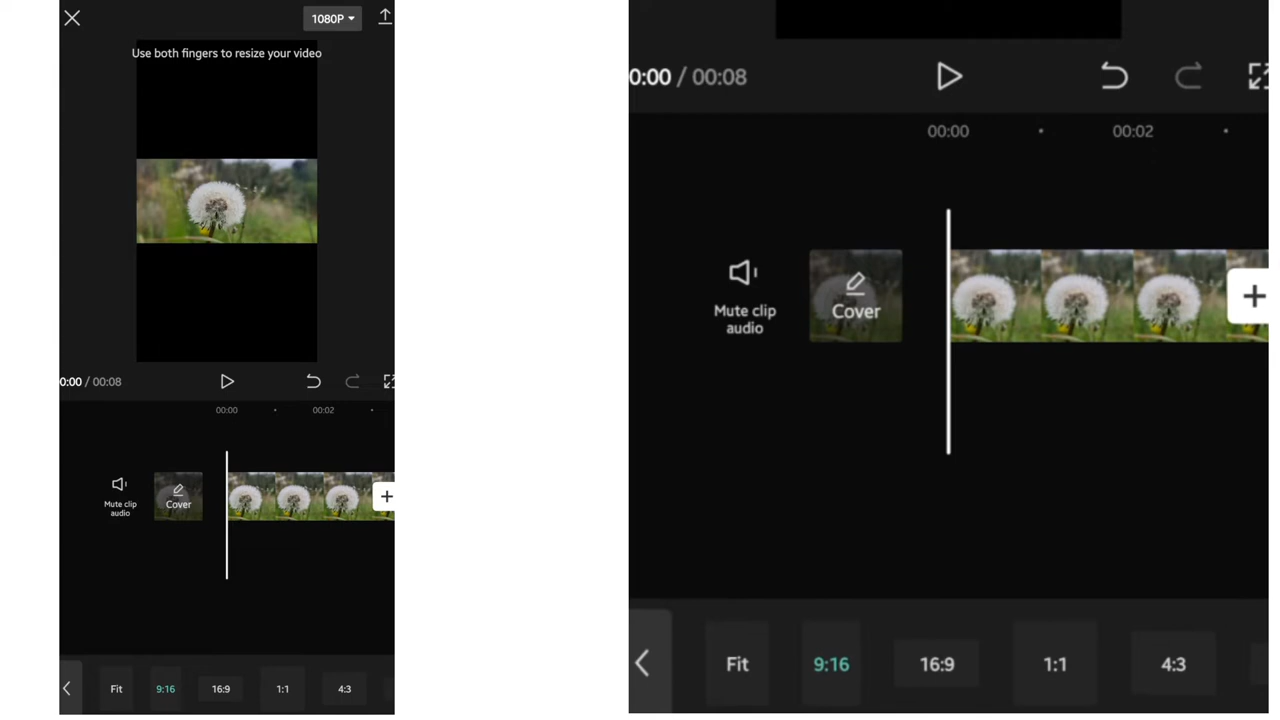 1080P
Use both fingers to resize your video
0:00 / 00:08
00:00
00:02
Mute clip
audio
Cover
Fit
9:16
16:9
1:1
4:3
0:00 / 00:08
00:00
00:02
Mute clip
audio
Cover
Fit
9:16
16:9
1:1
4:3